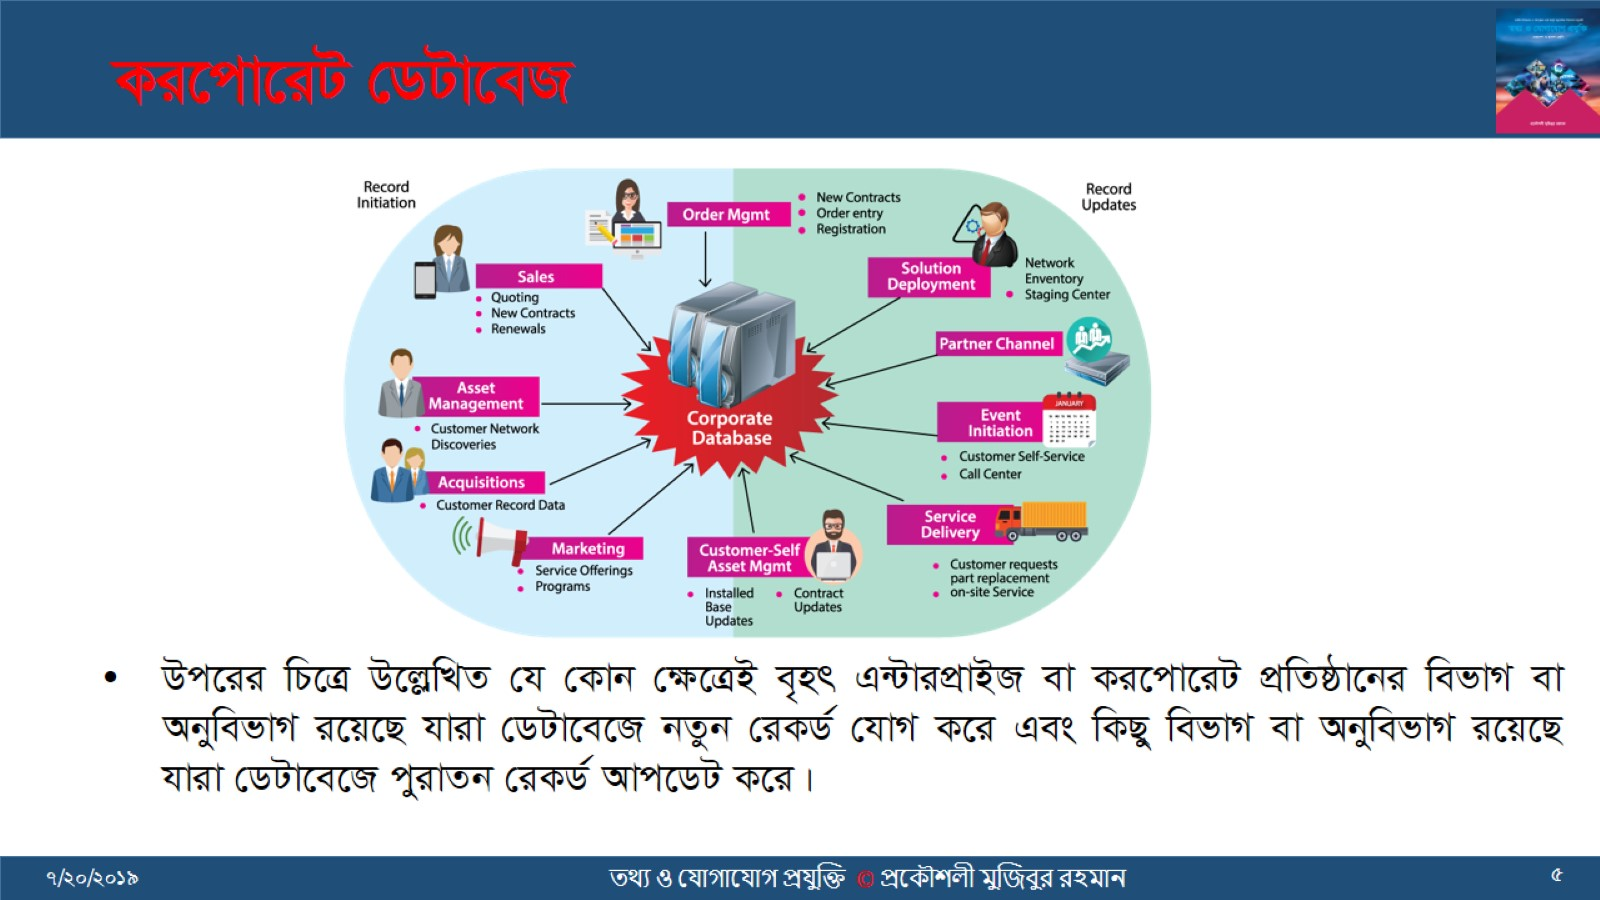 করপোরেট ডেটাবেজ
তথ্য ও যোগাযোগ প্রযুক্তি
Record
Initiation
Order Mgmt
New Contracts
Order entry
Registration
Record
Updates
Sales
Quoting
New Contracts
Renewals
Solution
Deployment
Network
Enventory
Staging Center
Partner Channel
Asset
Management
Customer Network
Discoveries
Corporate
Database
JANUARY
Event
Initiation
Customer Self-Service
Call Center
Acquisitions
Customer Record Data
Marketing
Service Offerings
Programs
Customer-Self
Asset Mgmt
Installed
Base
Updates
Contract
Updates
Service
Delivery
Customer requests
part replacement
on-site Service
• উপরের চিত্রে উল্লেখিত যে কোন ক্ষেত্রেই বৃহৎ এন্টারপ্রাইজ বা করপোরেট প্রতিষ্ঠানের বিভাগ বা
অনুবিভাগ রয়েছে যারা ডেটাবেজে নতুন রেকর্ড যোগ করে এবং কিছু বিভাগ বা অনুবিভাগ রয়েছে
যারা ডেটাবেজে পুরাতন রেকর্ড আপডেট করে।
৭/২০/২০১৯
তথ্য ও যোগাযোগ প্রযুক্তি © প্রকৌশলী মুজিবুর রহমান
৫